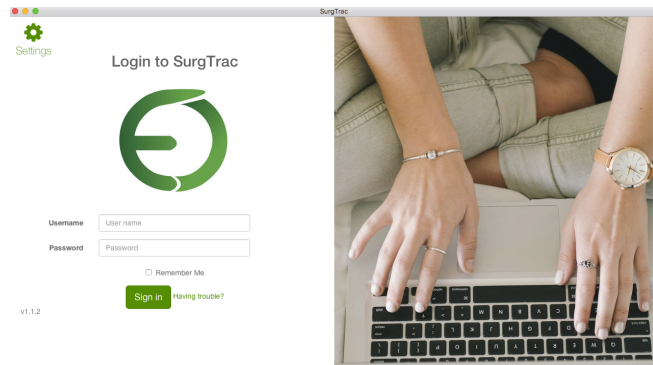 SurgTrac
Settings
Login to SurgTrac
Username
User name
Password
Password
Remember Me
Sign in
Having trouble?
v1.1.2